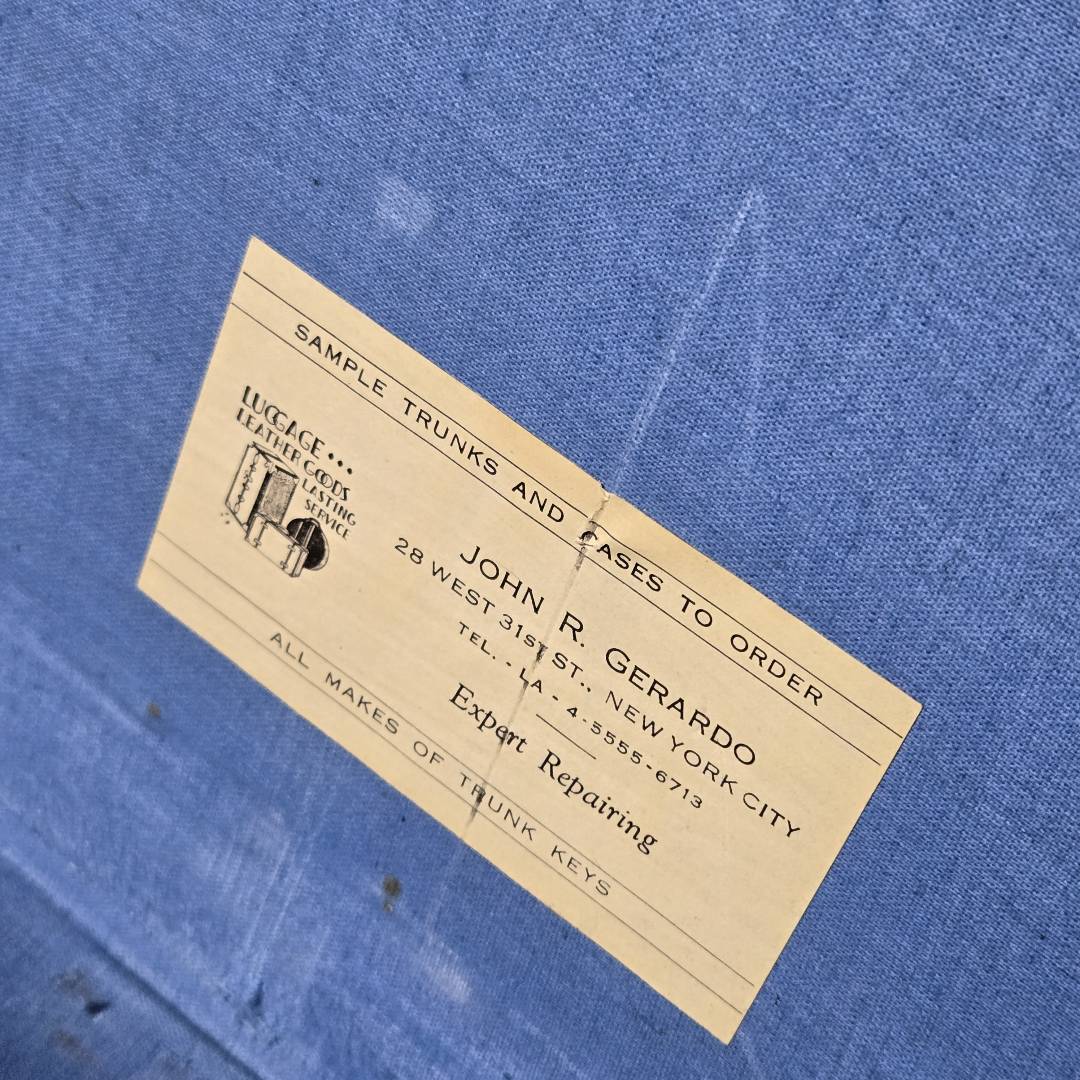 SAMPLE TRUNKS AND CASES TO ORDER
LUGGAGE...
LEATHER GOODS
LASTING
SERVICE
JOHN R. GERARDO
28 WEST 31ST ST., NEW YORK CITY
TEL. - LA - 4-5555-6713
Expert Repairing
ALL MAKES OF TRUNK KEYS